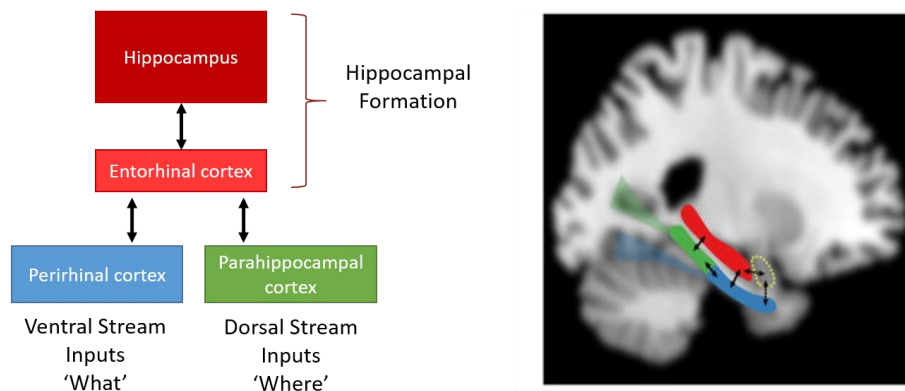 Hippocampus
Hippocampal
Formation
Entorhinal cortex
Perirhinal cortex
Parahippocampal
cortex
Ventral Stream
Inputs
‘What’
Dorsal Stream
Inputs
‘Where’